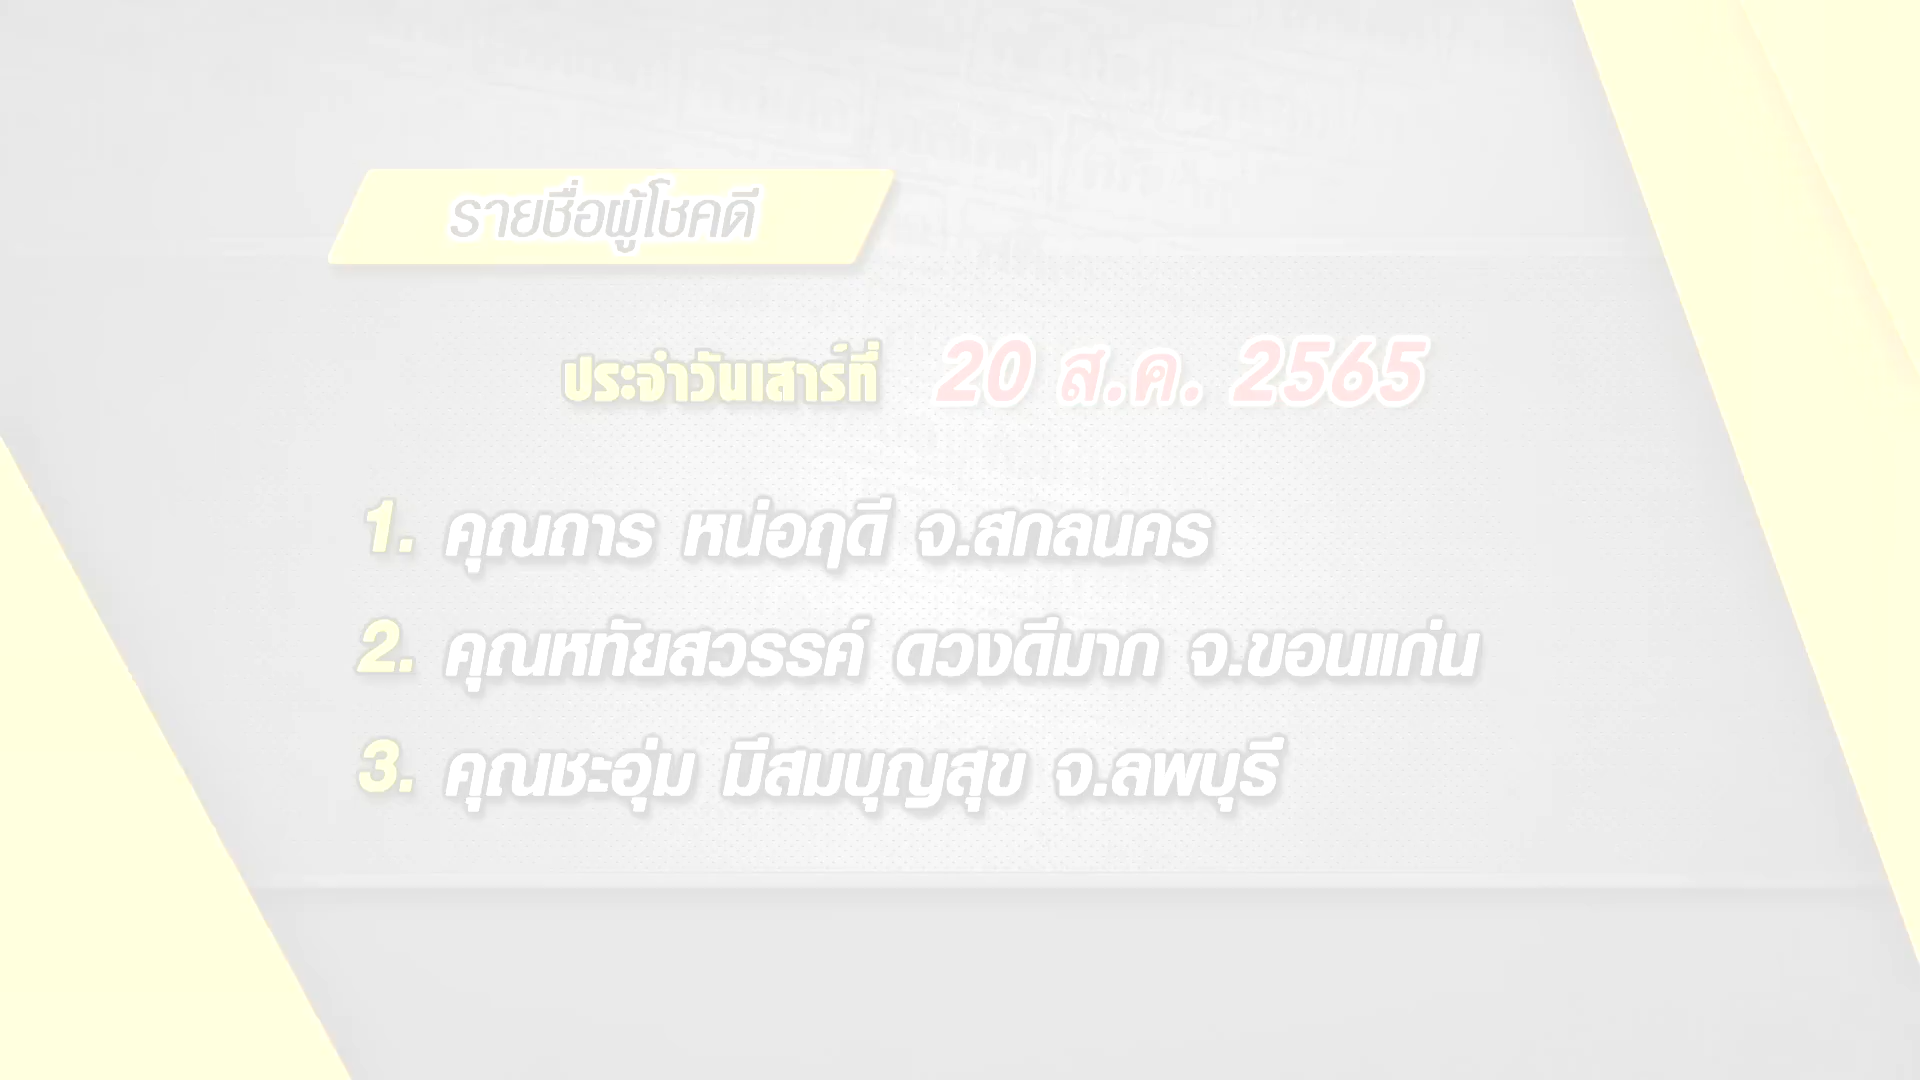 รายชื่อผู้โชคดี
ประจำวันเสาร์ที่ 20 ส.ค. 2565
1. คุณถาร หน่อฤดี จ.สกลนคร
2. คุณหทัยสวรรค์ ดวงดีมาก จ.ขอนแก่น
3. คุณชะอุ่ม มีสมบุญสุข จ.ลพบุรี